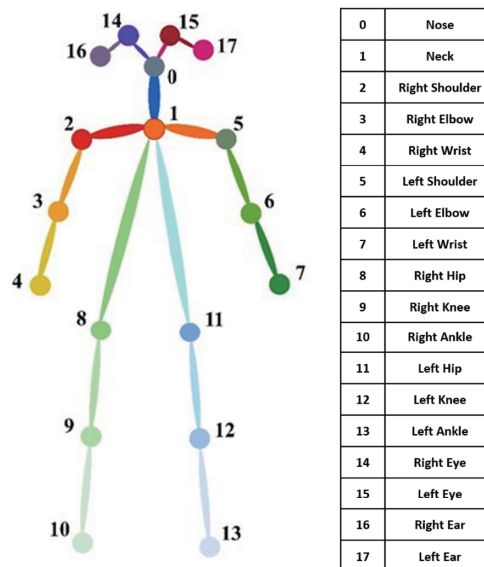 14
15
16
17
0
1
2
5
3
6
4
7
8
11
9
12
10
13
0 Nose
1 Neck
2 Right Shoulder
3 Right Elbow
4 Right Wrist
5 Left Shoulder
6 Left Elbow
7 Left Wrist
8 Right Hip
9 Right Knee
10 Right Ankle
11 Left Hip
12 Left Knee
13 Left Ankle
14 Right Eye
15 Left Eye
16 Right Ear
17 Left Ear